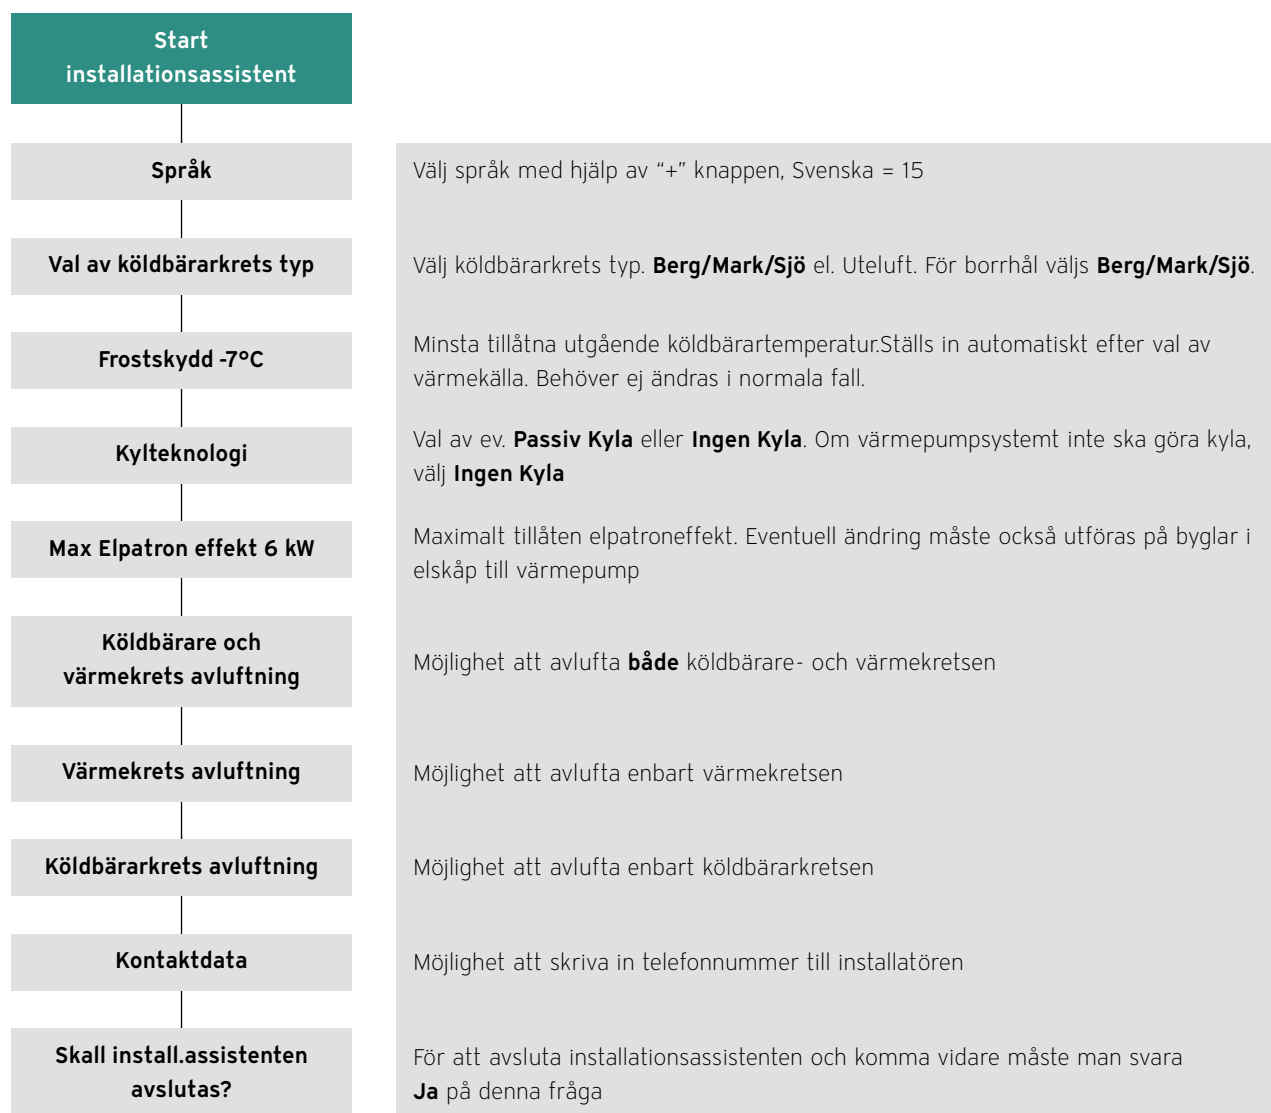 Start
installationsassistent
Språk
Välj språk med hjälp av “+” knappen, Svenska = 15
Val av köldbärarkrets typ
Välj köldbärarkrets typ. Berg/Mark/Sjö el. Uteluft. För borrhål väljs Berg/Mark/Sjö.
Frostskydd -7°C
Minsta tillåtna utgående köldbärartemperatur.Ställs in automatiskt efter val av
värmekälla. Behöver ej ändras i normala fall.
Kylteknologi
Val av ev. Passiv Kyla eller Ingen Kyla. Om värmepumpsystemt inte ska göra kyla,
välj Ingen Kyla
Max Elpatron effekt 6 kW
Maximalt tillåten elpatroneffekt. Eventuell ändring måste också utföras på byglar i
elskåp till värmepump
Köldbärare och
värmekrets avluftning
Möjlighet att avlufta både köldbärare- och värmekretsen
Värmekrets avluftning
Möjlighet att avlufta enbart värmekretsen
Köldbärarkrets avluftning
Möjlighet att avlufta enbart köldbärarkretsen
Kontaktdata
Möjlighet att skriva in telefonnummer till installatören
Skall install.assistenten
avslutas?
För att avsluta installationsassistenten och komma vidare måste man svara
Ja på denna fråga